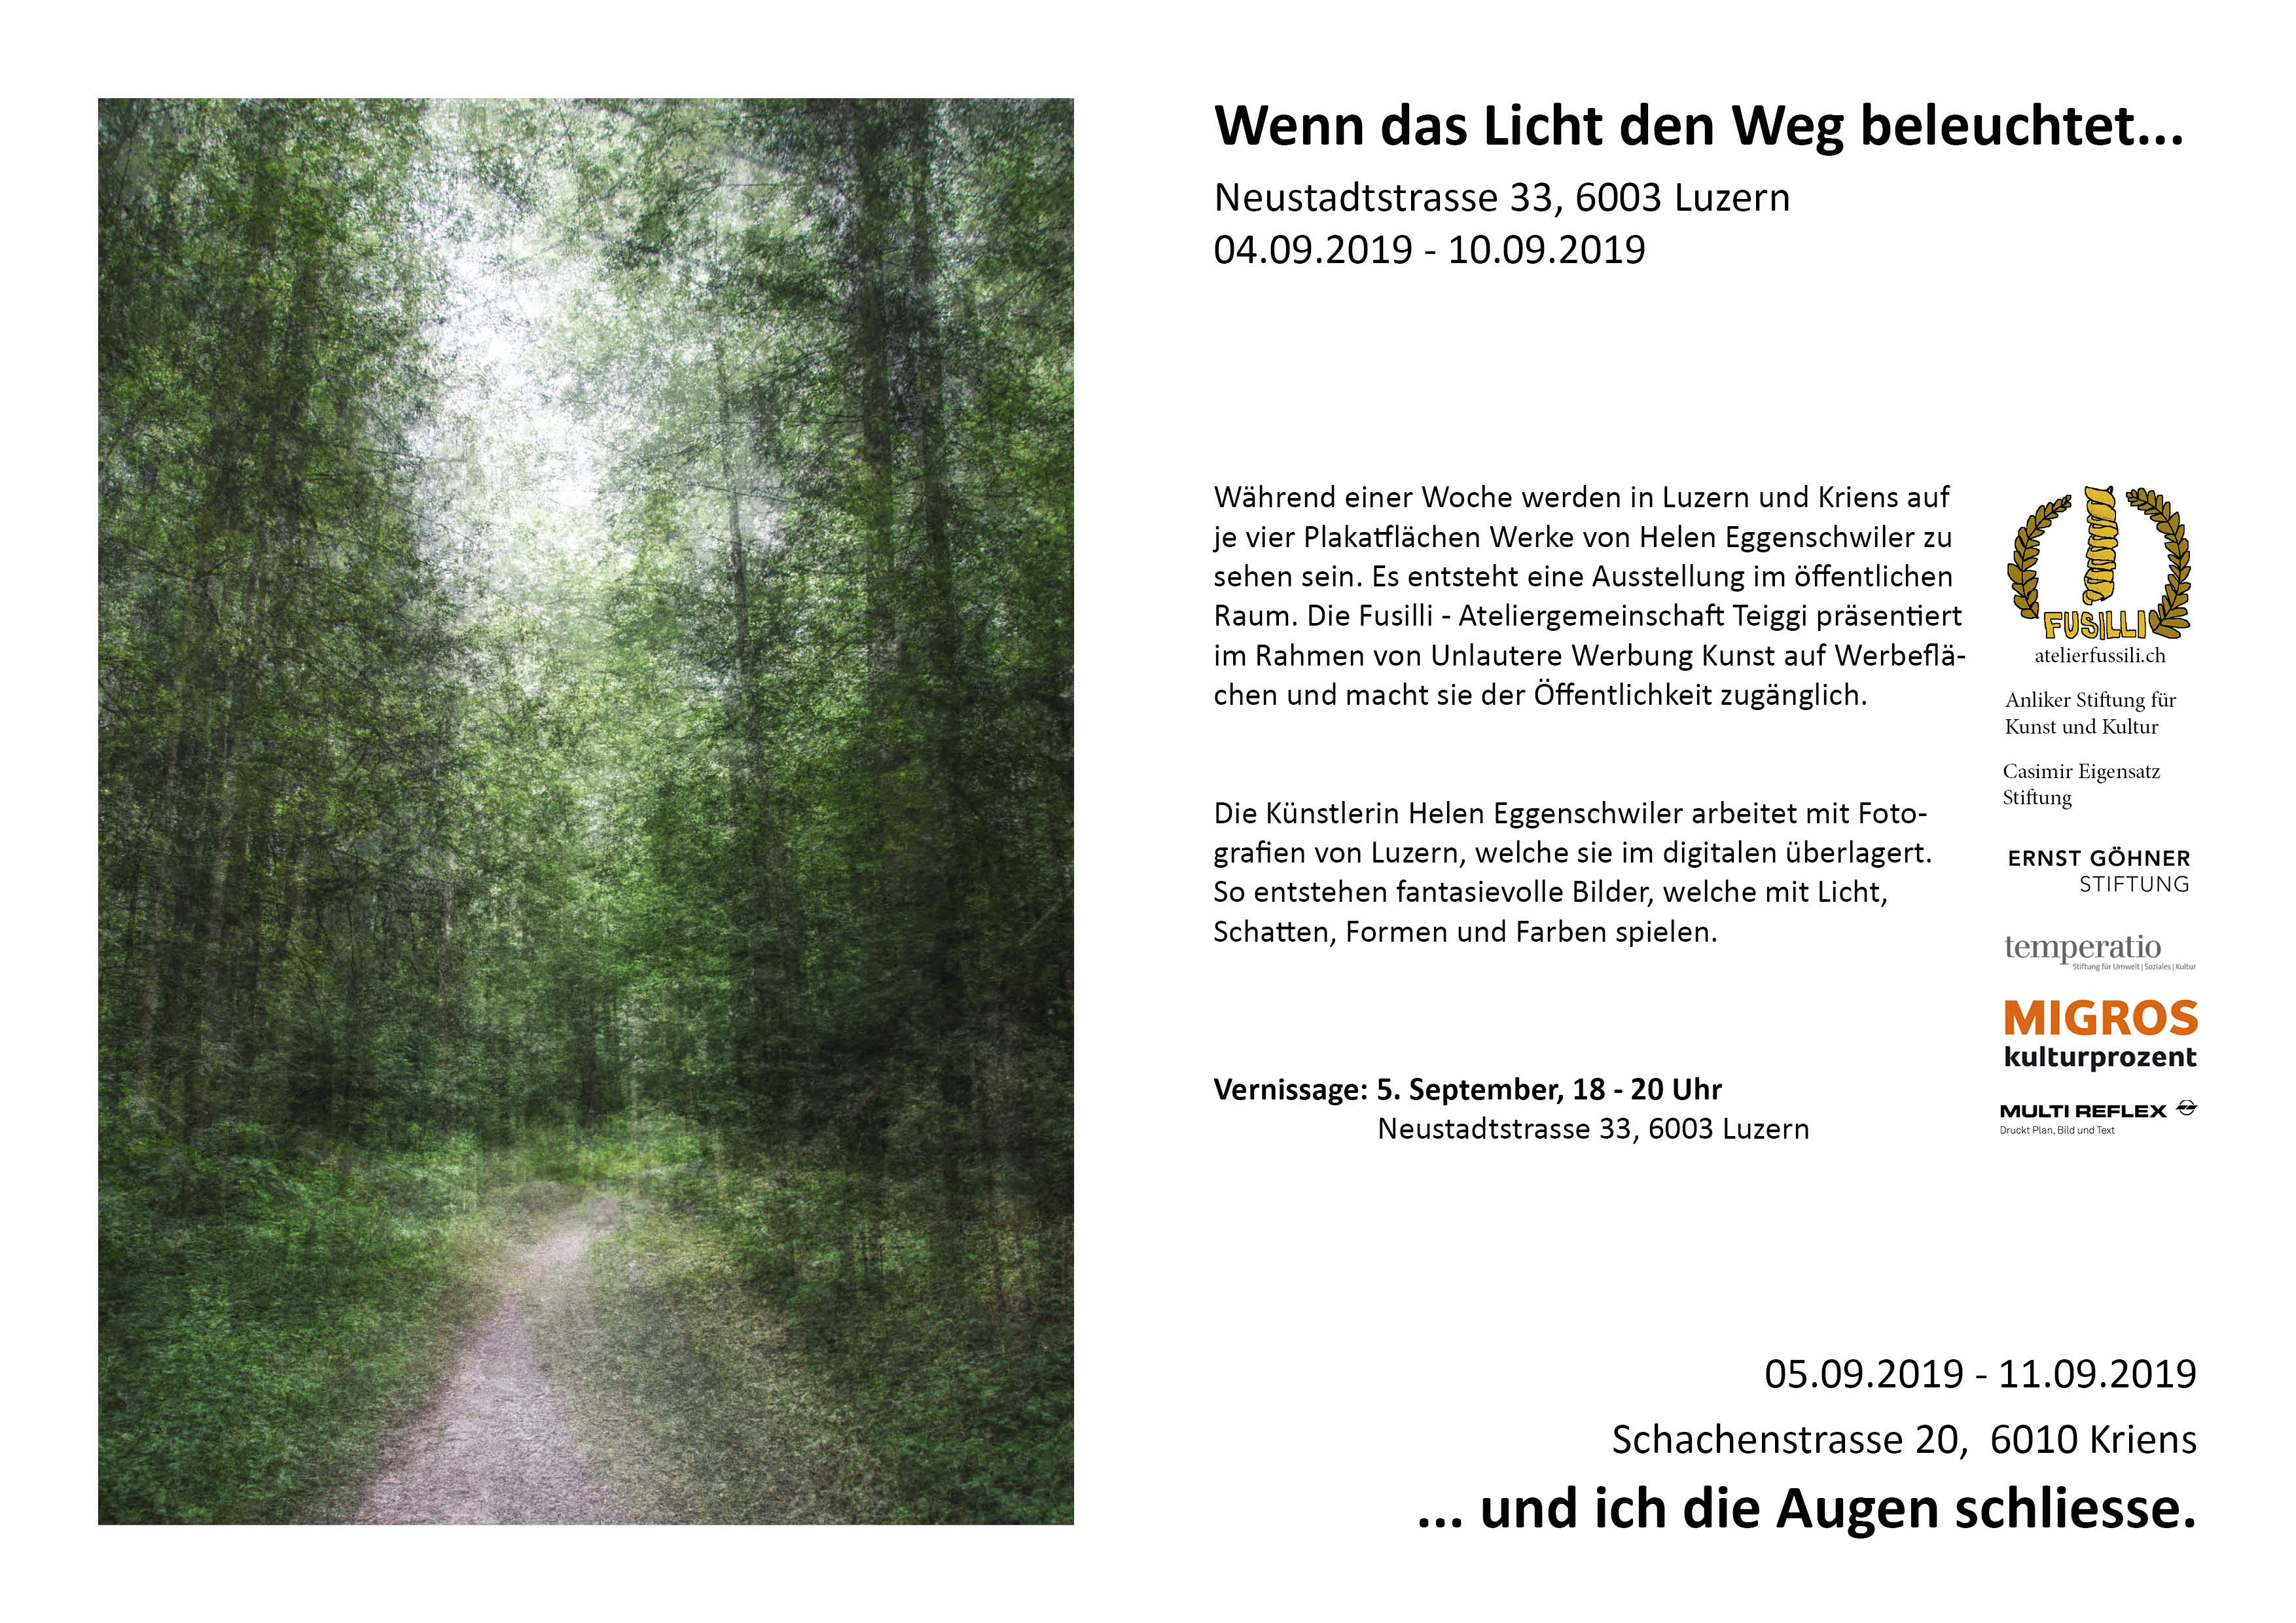 Wenn das Licht den Weg beleuchtet...
Neustadtstrasse 33, 6003 Luzern
04.09.2019 - 10.09.2019
Während einer Woche werden in Luzern und Kriens auf
je vier Plakatflächen Werke von Helen Eggenschwiler zu
sehen sein. Es entsteht eine Ausstellung im öffentlichen
Raum. Die Fusilli - Ateliergemeinschaft Teiggi präsentiert
im Rahmen von Unlautere Werbung Kunst auf Werbeflä-
chen und macht sie der Öffentlichkeit zugänglich.
Die Künstlerin Helen Eggenschwiler arbeitet mit Foto-
grafien von Luzern, welche sie im digitalen überlagert.
So entstehen fantasievolle Bilder, welche mit Licht,
Schatten, Formen und Farben spielen.
Vernissage: 5. September, 18 - 20 Uhr
Neustadtstrasse 33, 6003 Luzern
FUSILLI
atelierfussili.ch
Anliker Stiftung für
Kunst und Kultur
Casimir Eigensatz
Stiftung
ERNST GÖHNER
STIFTUNG
temperatio
Stiftung für Umwelt | Soziales | Kultur
MIGROS
kulturprozent
MULTI REFLEX
Druckt Plan, Bild und Text
05.09.2019 - 11.09.2019
Schachenstrasse 20,  6010 Kriens
... und ich die Augen schliesse.